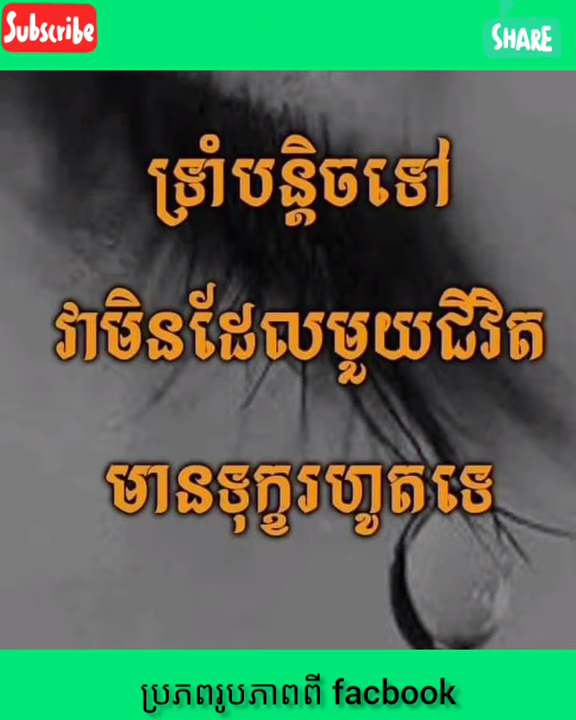 Subscribe
SHARE
ទ្រាំបន្តិចទៅ
វាមិនដែលមួយជីវិត
មានទុក្ខរហូតទេ
ប្រភពរូបភាពពី facbook